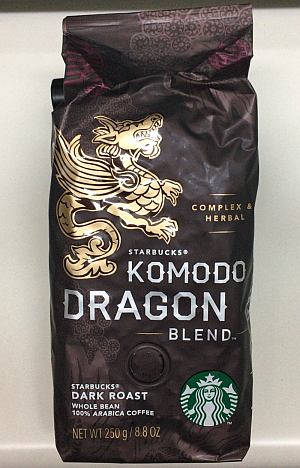 COMPLEX &
HERBAL
STARBUCKS®
KOMODO
DRAGON
BLEND™
STARBUCKS®
DARK ROAST
WHOLE BEAN
100% ARABICA COFFEE
NET WT 250 g / 8.8 OZ